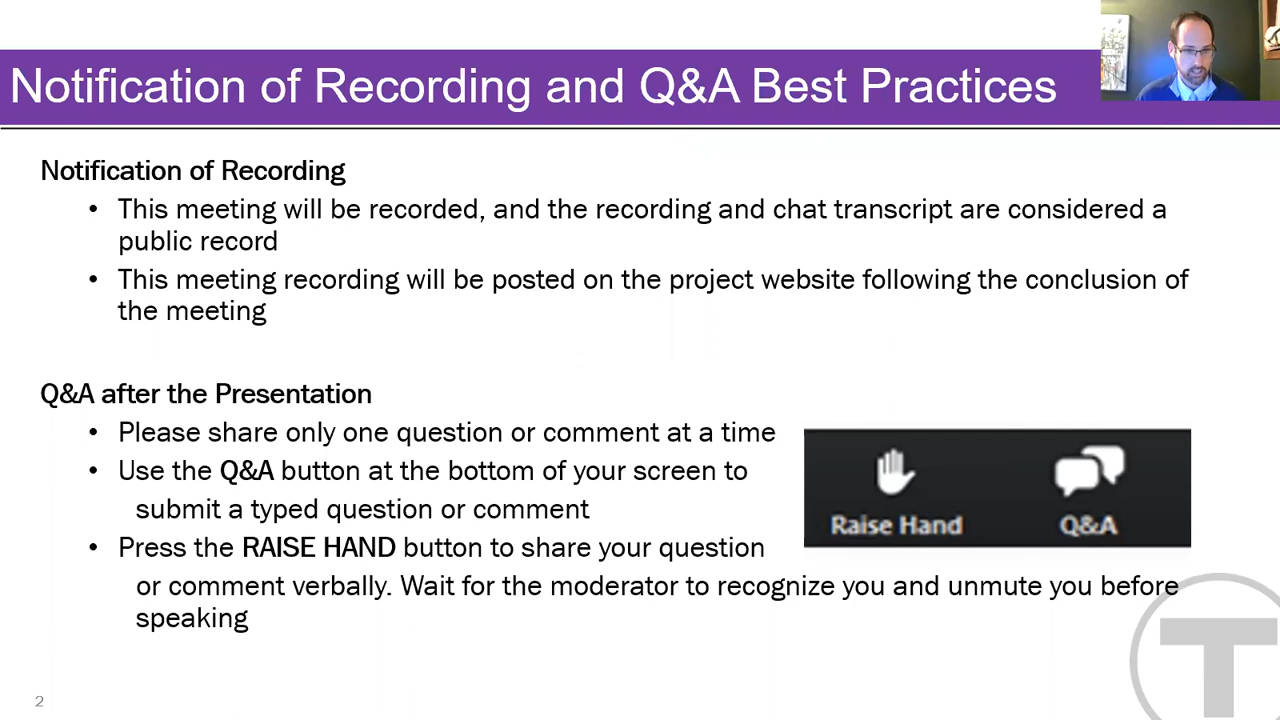 Notification of Recording and Q&A Best Practices
Notification of Recording
• This meeting will be recorded, and the recording and chat transcript are considered a
public record
• This meeting recording will be posted on the project website following the conclusion of
the meeting
Q&A after the Presentation
• Please share only one question or comment at a time
• Use the Q&A button at the bottom of your screen to
submit a typed question or comment
• Press the RAISE HAND button to share your question
or comment verbally. Wait for the moderator to recognize you and unmute you before
speaking
Raise Hand
Q&A
T
2